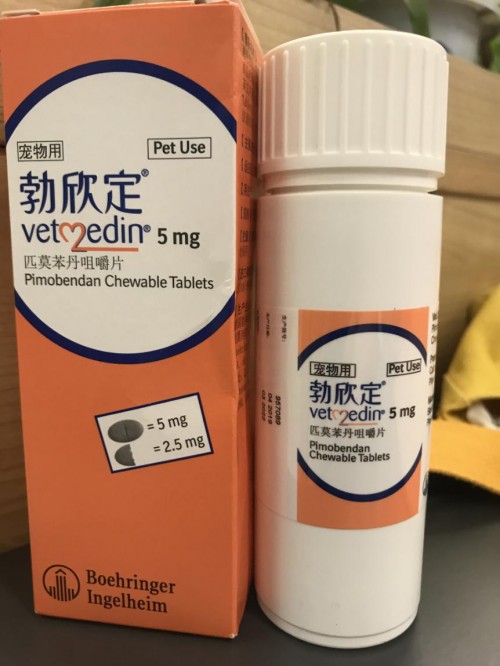 宠物用
Pet Use
勃欣定®
vetmedin® 5 mg
匹莫苯丹咀嚼片
Pimobendan Chewable Tablets
= 5 mg
= 2.5 mg
Boehringer
Ingelheim
宠物用
Pet Use
勃欣定®
vetmedin® 5 mg
匹莫苯丹咀嚼片
Pimobendan
Chewable Tablets